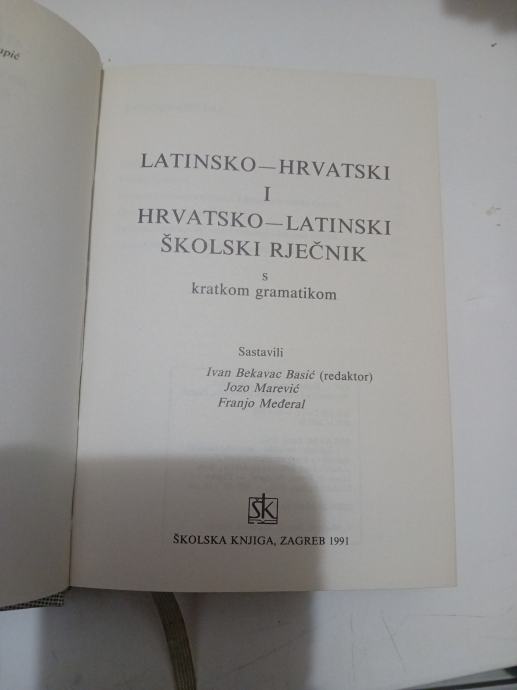 LATINSKO—HRVATSKI
I
HRVATSKO—LATINSKI
ŠKOLSKI RJEČNIK
s
kratkom gramatikom
Sastavili
Ivan Bekavac Basić (redaktor)
Jozo Marević
Franjo Međeral
ŠK
ŠKOLSKA KNJIGA, ZAGREB 1991